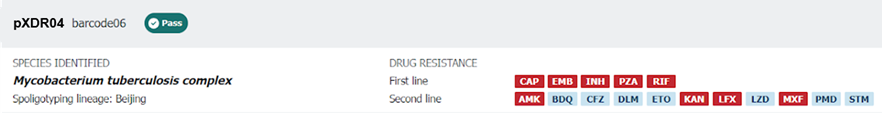 pXDR04 barcode06 Pass
SPECIES IDENTIFIED
Mycobacterium tuberculosis complex
Spoligotyping lineage: Beijing
DRUG RESISTANCE
First line CAP EMB INH PZA RIF
Second line AMK BDQ CFZ DLM ETO KAN LFX LZD MXF PMD STM